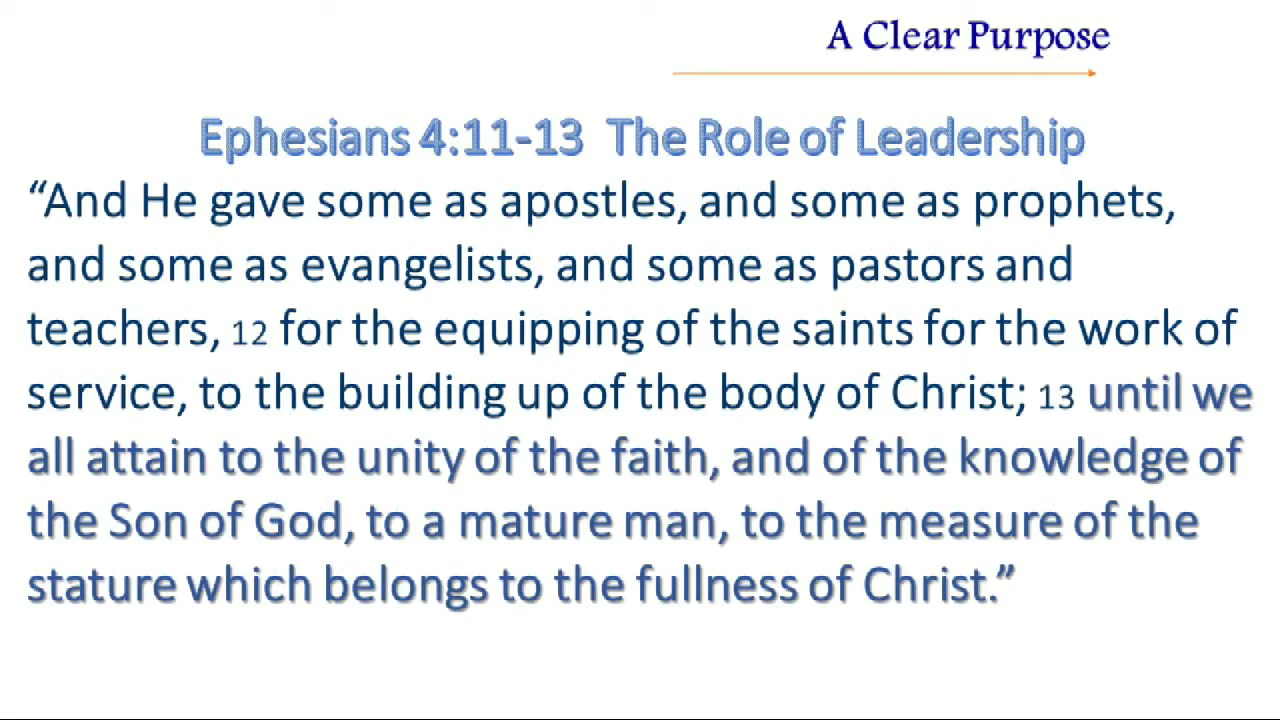 A Clear Purpose
Ephesians 4:11-13 The Role of Leadership
“And He gave some as apostles, and some as prophets,
and some as evangelists, and some as pastors and
teachers, 12 for the equipping of the saints for the work of
service, to the building up of the body of Christ; 13 until we
all attain to the unity of the faith, and of the knowledge of
the Son of God, to a mature man, to the measure of the
stature which belongs to the fullness of Christ.”